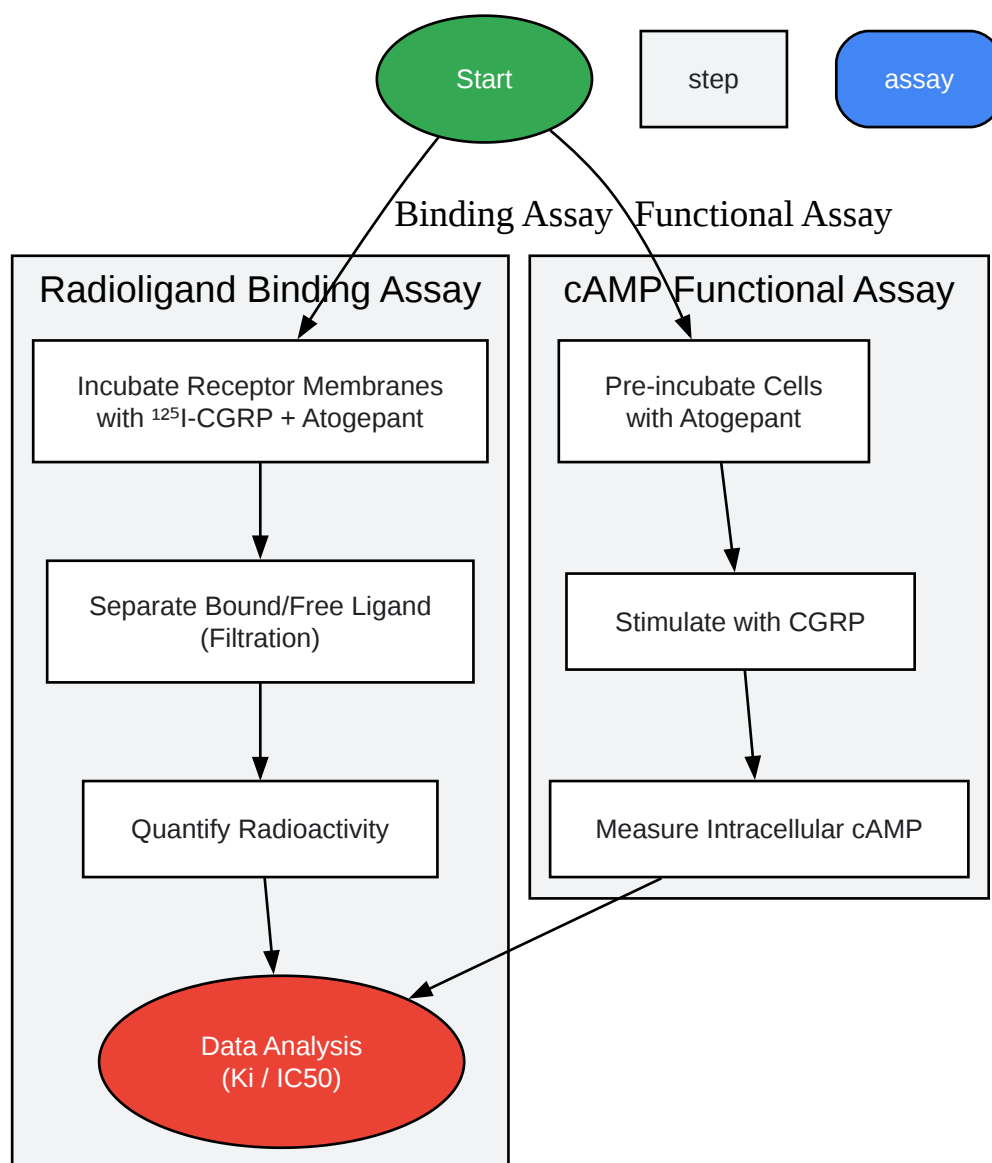 Start
step
assay
Binding Assay
Functional Assay
Radioligand Binding Assay
Incubate Receptor Membranes
with ¹²⁵I-CGRP + Atogepant
Separate Bound/Free Ligand
(Filtration)
Quantify Radioactivity
cAMP Functional Assay
Pre-incubate Cells
with Atogepant
Stimulate with CGRP
Measure Intracellular cAMP
Data Analysis
(Ki / IC50)